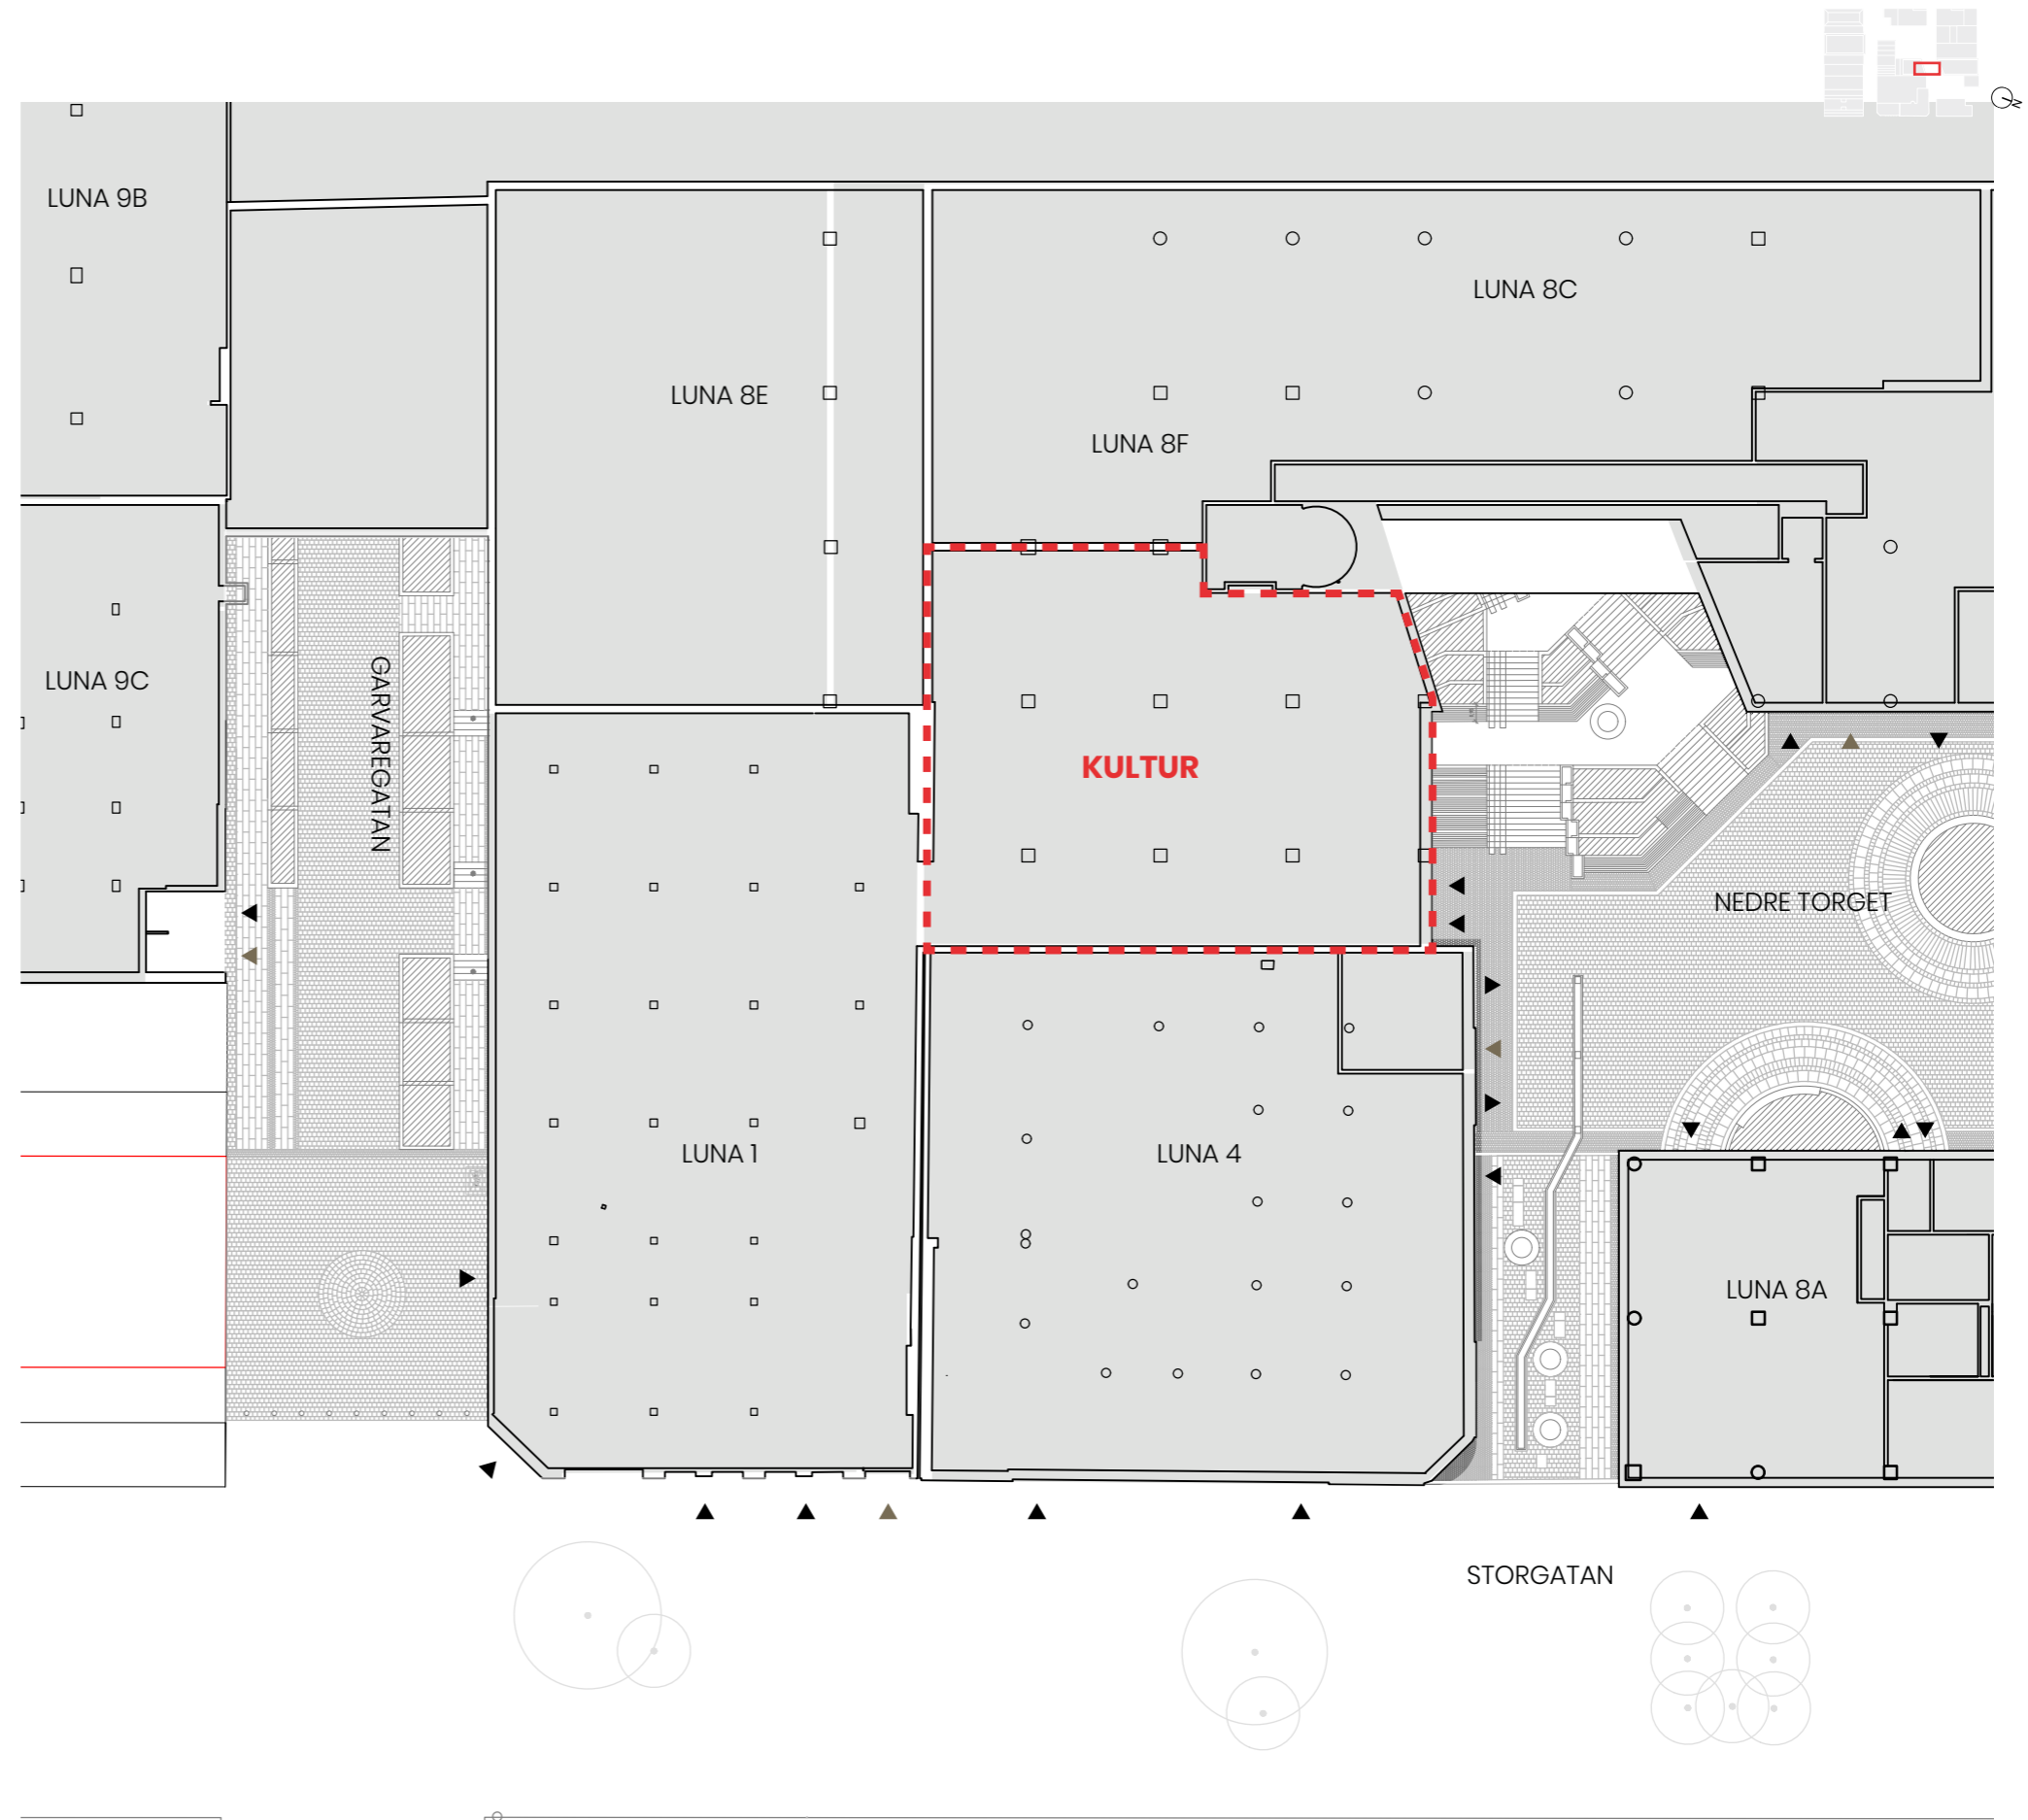 N
LUNA 9B
LUNA 8C
LUNA 8E
LUNA 8F
LUNA 9C
GARVAREGATAN
KULTUR
NEDRE TORGET
LUNA 1
LUNA 4
LUNA 8A
STORGATAN